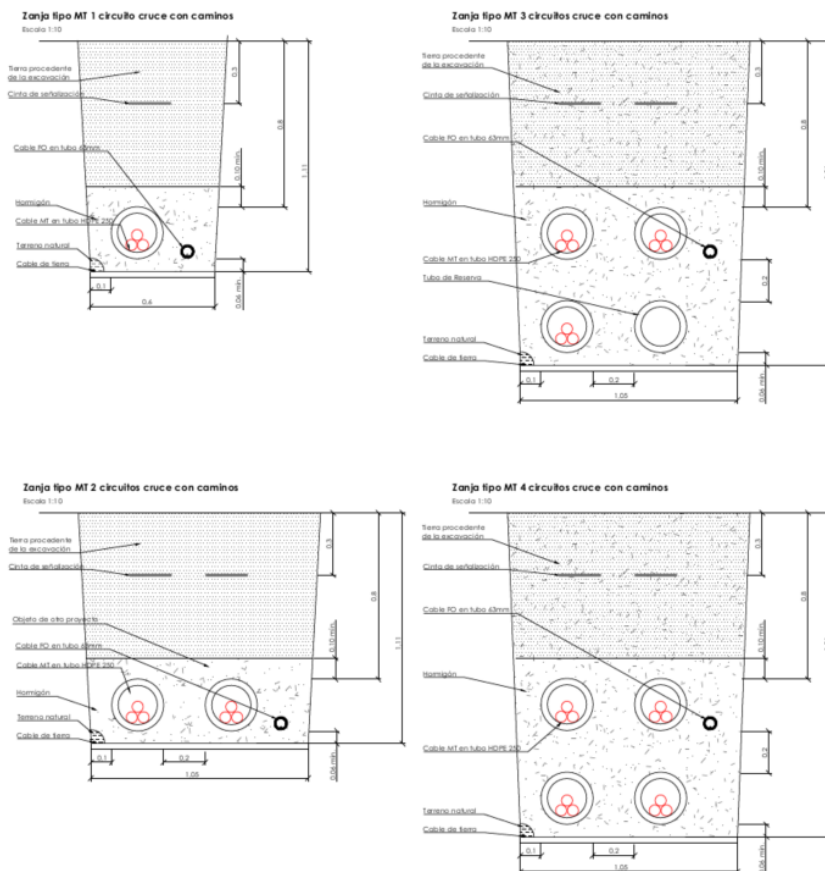 Zanja tipo MT 1 circuito cruce con caminos
Escala 1:10
Tierra procedente
de la excavación
Cinta de señalización
Cable FO en tubo 63mm
Hormigón
Cable MT en tubo HDPE 250
Terreno natural
Cable de tierra
0,3
0,8
1,11
0,10 mín
0,06 mín
0,1
0,6
Zanja tipo MT 3 circuitos cruce con caminos
Escala 1:10
Tierra procedente
de la excavación
Cinta de señalización
Cable FO en tubo 63mm
Hormigón
Cable MT en tubo HDPE 250
Tubo de Reserva
Terreno natural
Cable de tierra
0,3
0,8
0,10 mín
0,2
0,06 mín
0,1
0,2
1,05
Zanja tipo MT 2 circuitos cruce con caminos
Escala 1:10
Tierra procedente
de la excavación
Cinta de señalización
Objeto de otro proyecto
Cable FO en tubo 63mm
Cable MT en tubo HDPE 250
Hormigón
Terreno natural
Cable de tierra
0,3
0,8
1,11
0,10 mín
0,06 mín
0,1
0,2
1,05
Zanja tipo MT 4 circuitos cruce con caminos
Escala 1:10
Tierra procedente
de la excavación
Cinta de señalización
Cable FO en tubo 63mm
Hormigón
Cable MT en tubo HDPE 250
Terreno natural
Cable de tierra
0,3
0,8
0,10 mín
0,2
0,06 mín
0,1
0,2
1,05